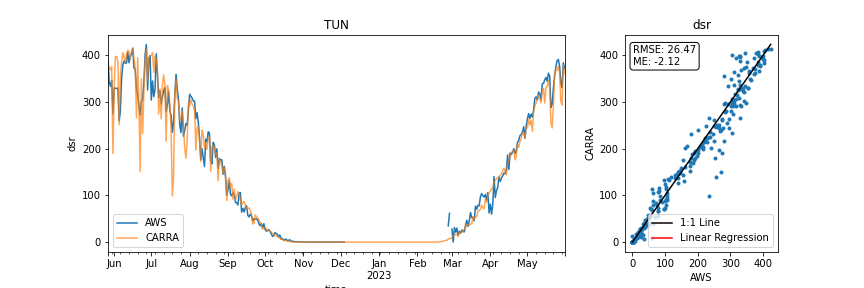 TUN
dsr
400
300
200
100
0
AWS
CARRA
Jun Jul Aug Sep Oct Nov Dec Jan Feb Mar Apr May
2023
time
dsr
RMSE: 26.47
ME: -2.12
CARRA
400
300
200
100
0
1:1 Line
Linear Regression
0 100 200 300 400
AWS